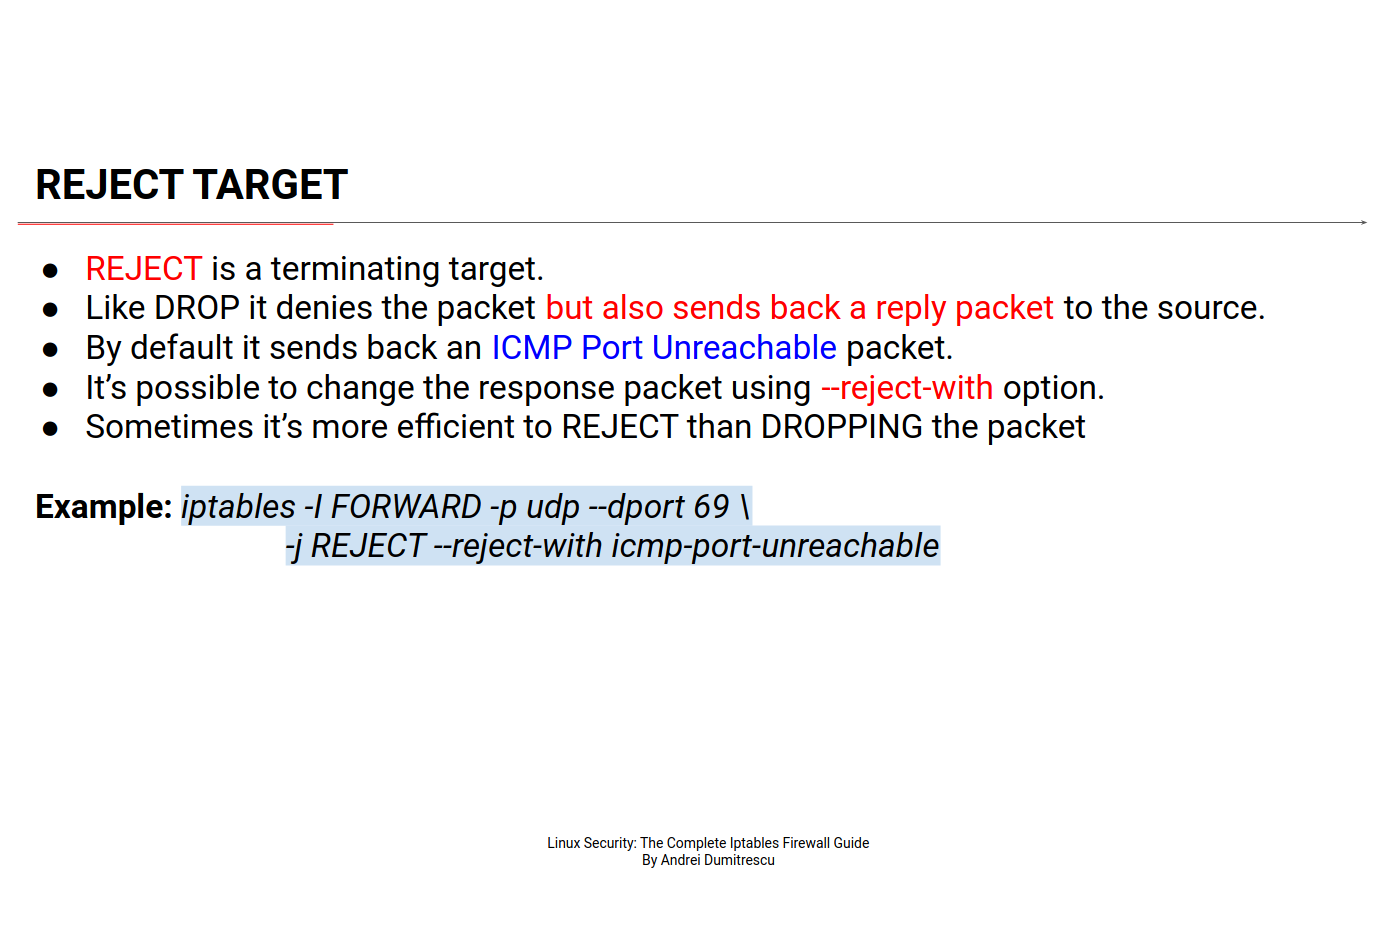 REJECT TARGET
● REJECT is a terminating target.
● Like DROP it denies the packet but also sends back a reply packet to the source.
● By default it sends back an ICMP Port Unreachable packet.
● It’s possible to change the response packet using --reject-with option.
● Sometimes it’s more efficient to REJECT than DROPPING the packet
Example: iptables -I FORWARD -p udp --dport 69 \
-j REJECT --reject-with icmp-port-unreachable
Linux Security: The Complete Iptables Firewall Guide
By Andrei Dumitrescu